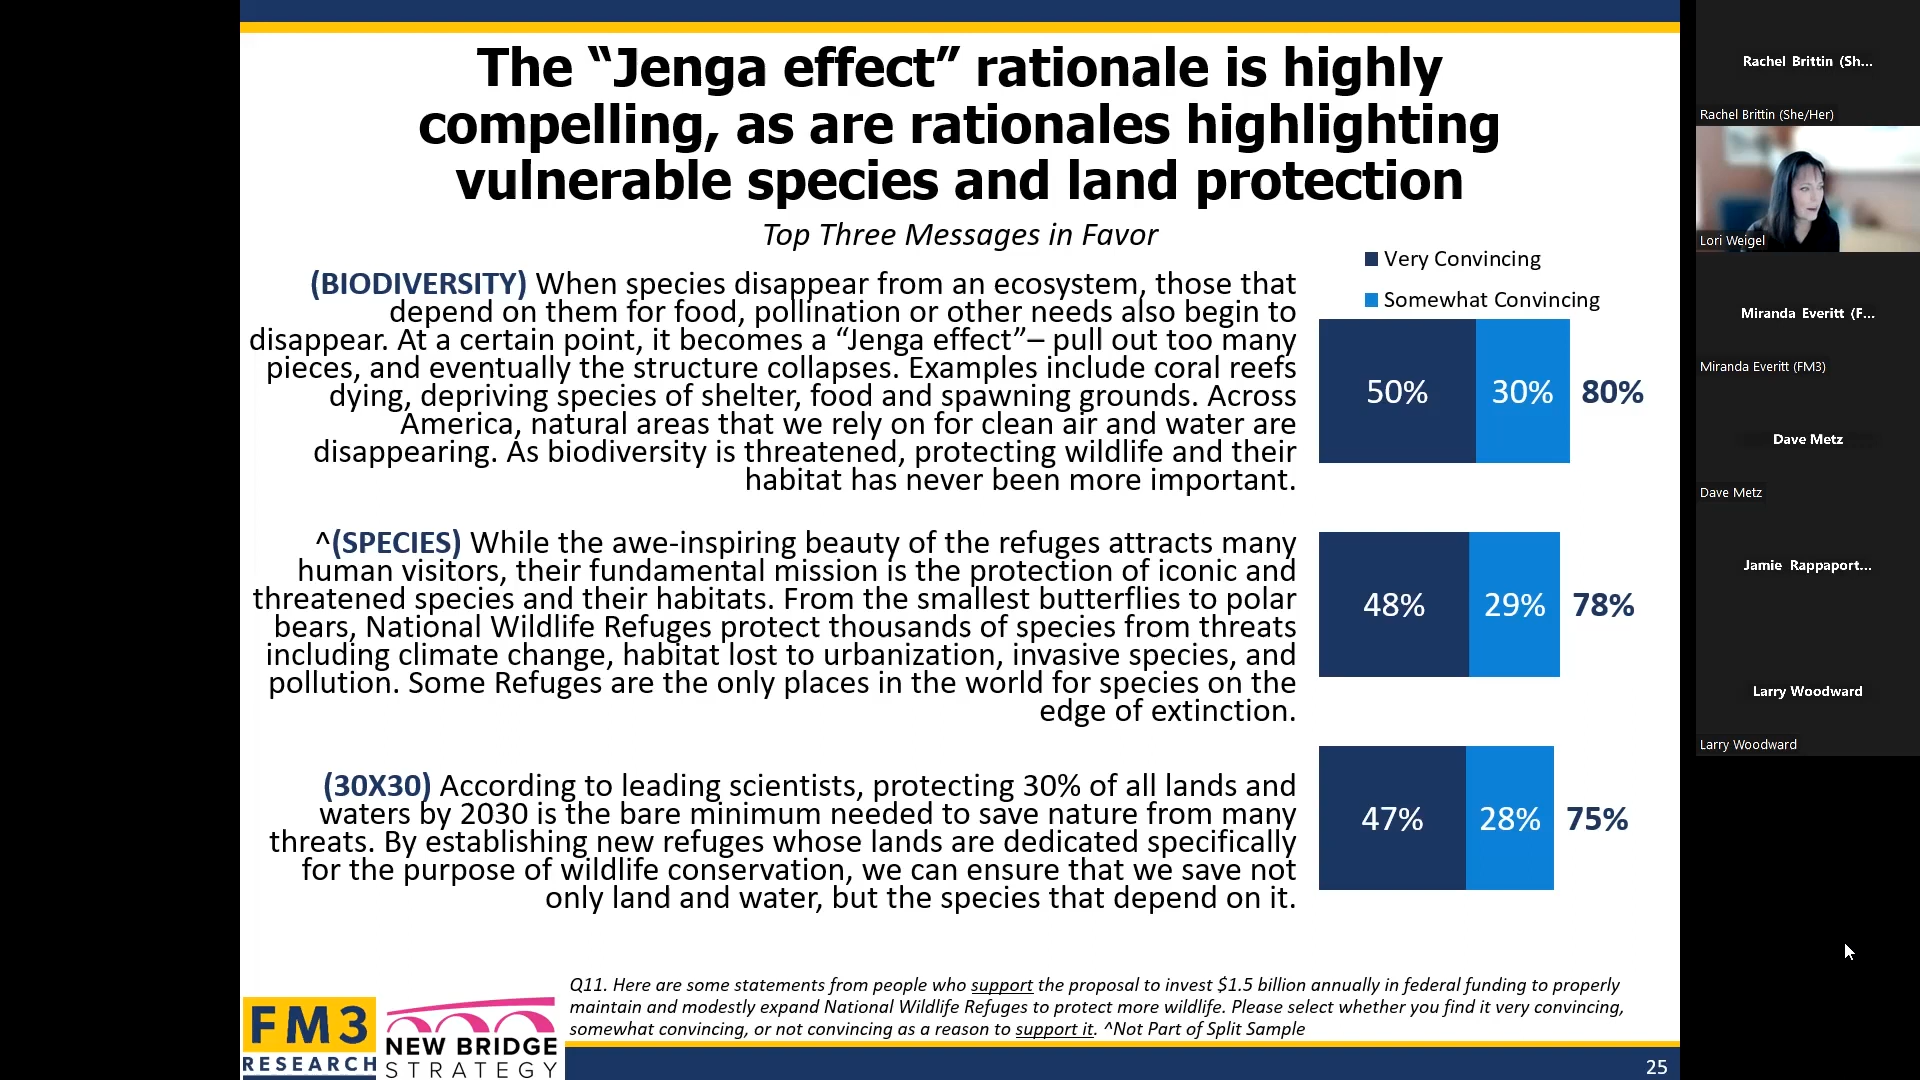 The “Jenga effect” rationale is highly
compelling, as are rationales highlighting
vulnerable species and land protection
Top Three Messages in Favor
Very Convincing
Somewhat Convincing
(BIODIVERSITY) When species disappear from an ecosystem, those that
depend on them for food, pollination or other needs also begin to
disappear. At a certain point, it becomes a “Jenga effect”– pull out too many
pieces, and eventually the structure collapses. Examples include coral reefs
dying, depriving species of shelter, food and spawning grounds. Across
America, natural areas that we rely on for clean air and water are
disappearing. As biodiversity is threatened, protecting wildlife and their
habitat has never been more important.
50% 30% 80%
^(SPECIES) While the awe-inspiring beauty of the refuges attracts many
human visitors, their fundamental mission is the protection of iconic and
threatened species and their habitats. From the smallest butterflies to polar
bears, National Wildlife Refuges protect thousands of species from threats
including climate change, habitat lost to urbanization, invasive species, and
pollution. Some Refuges are the only places in the world for species on the
edge of extinction.
48% 29% 78%
(30X30) According to leading scientists, protecting 30% of all lands and
waters by 2030 is the bare minimum needed to save nature from many
threats. By establishing new refuges whose lands are dedicated specifically
for the purpose of wildlife conservation, we can ensure that we save not
only land and water, but the species that depend on it.
47% 28% 75%
Q11. Here are some statements from people who support the proposal to invest $1.5 billion annually in federal funding to properly
maintain and modestly expand National Wildlife Refuges to protect more wildlife. Please select whether you find it very convincing,
somewhat convincing, or not convincing as a reason to support it. ^Not Part of Split Sample
FM3
RESEARCH
NEW BRIDGE
STRATEGY
25
Rachel Brittin (Sh...
Rachel Brittin (She/Her)
Lori Weigel
Miranda Everitt (F...
Miranda Everitt (FM3)
Dave Metz
Dave Metz
Jamie Rappaport...
Larry Woodward
Larry Woodward